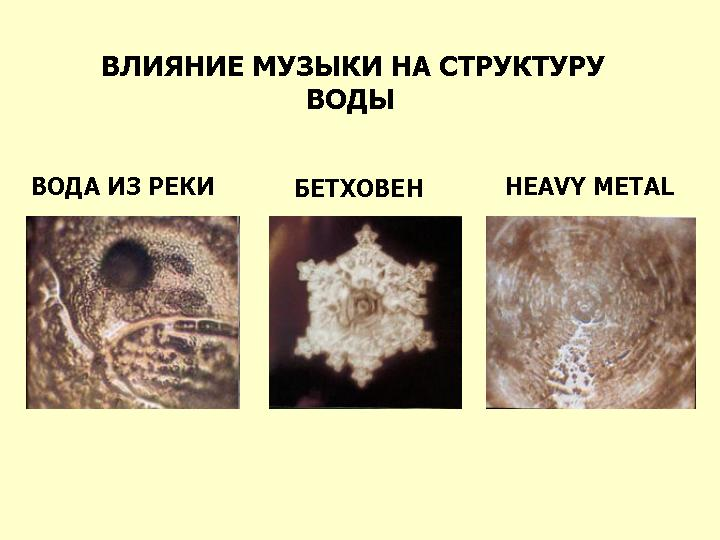 ВЛИЯНИЕ МУЗЫКИ НА СТРУКТУРУ
ВОДЫ
ВОДА ИЗ РЕКИ
БЕТХОВЕН
HEAVY METAL